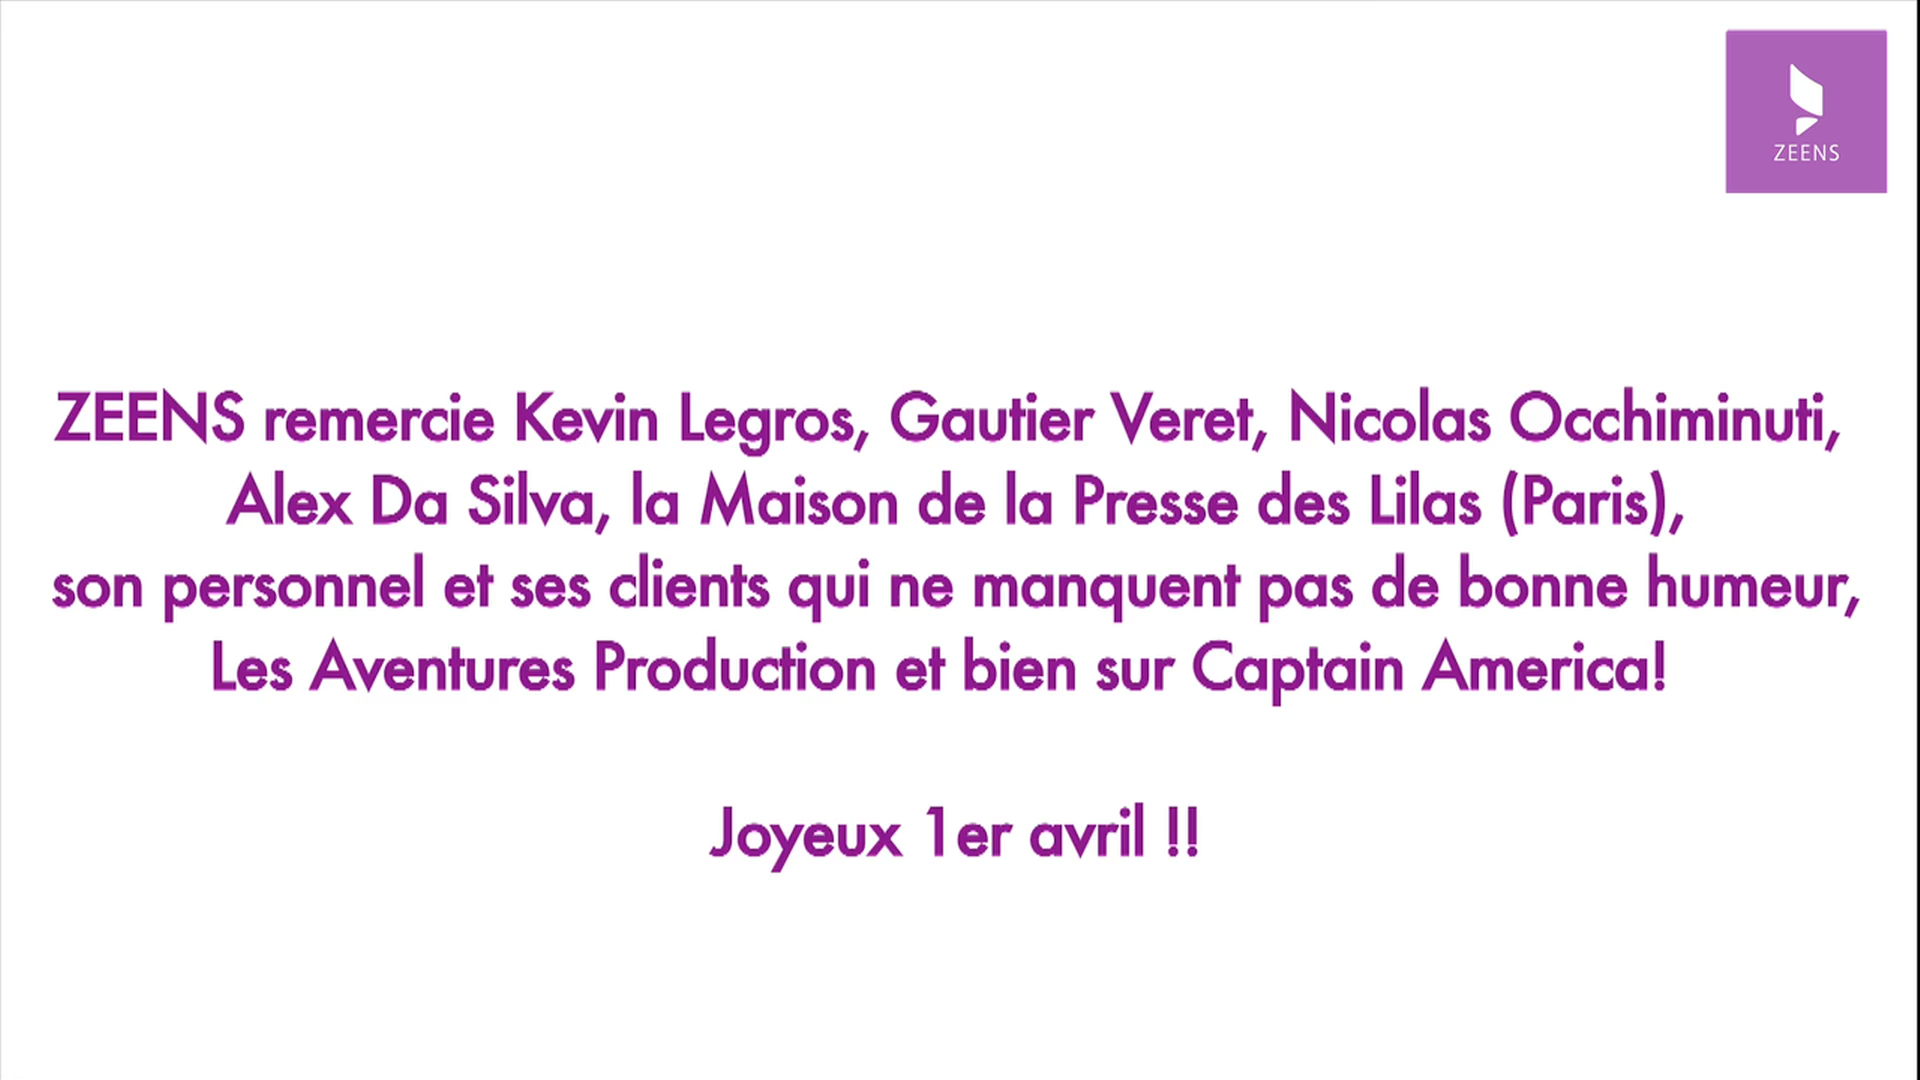 ZEENS
ZEENS remercie Kevin Legros, Gautier Veret, Nicolas Occhiminuti,
Alex Da Silva, la Maison de la Presse des Lilas (Paris),
son personnel et ses clients qui ne manquent pas de bonne humeur,
Les Aventures Production et bien sur Captain America!
Joyeux 1er avril !!